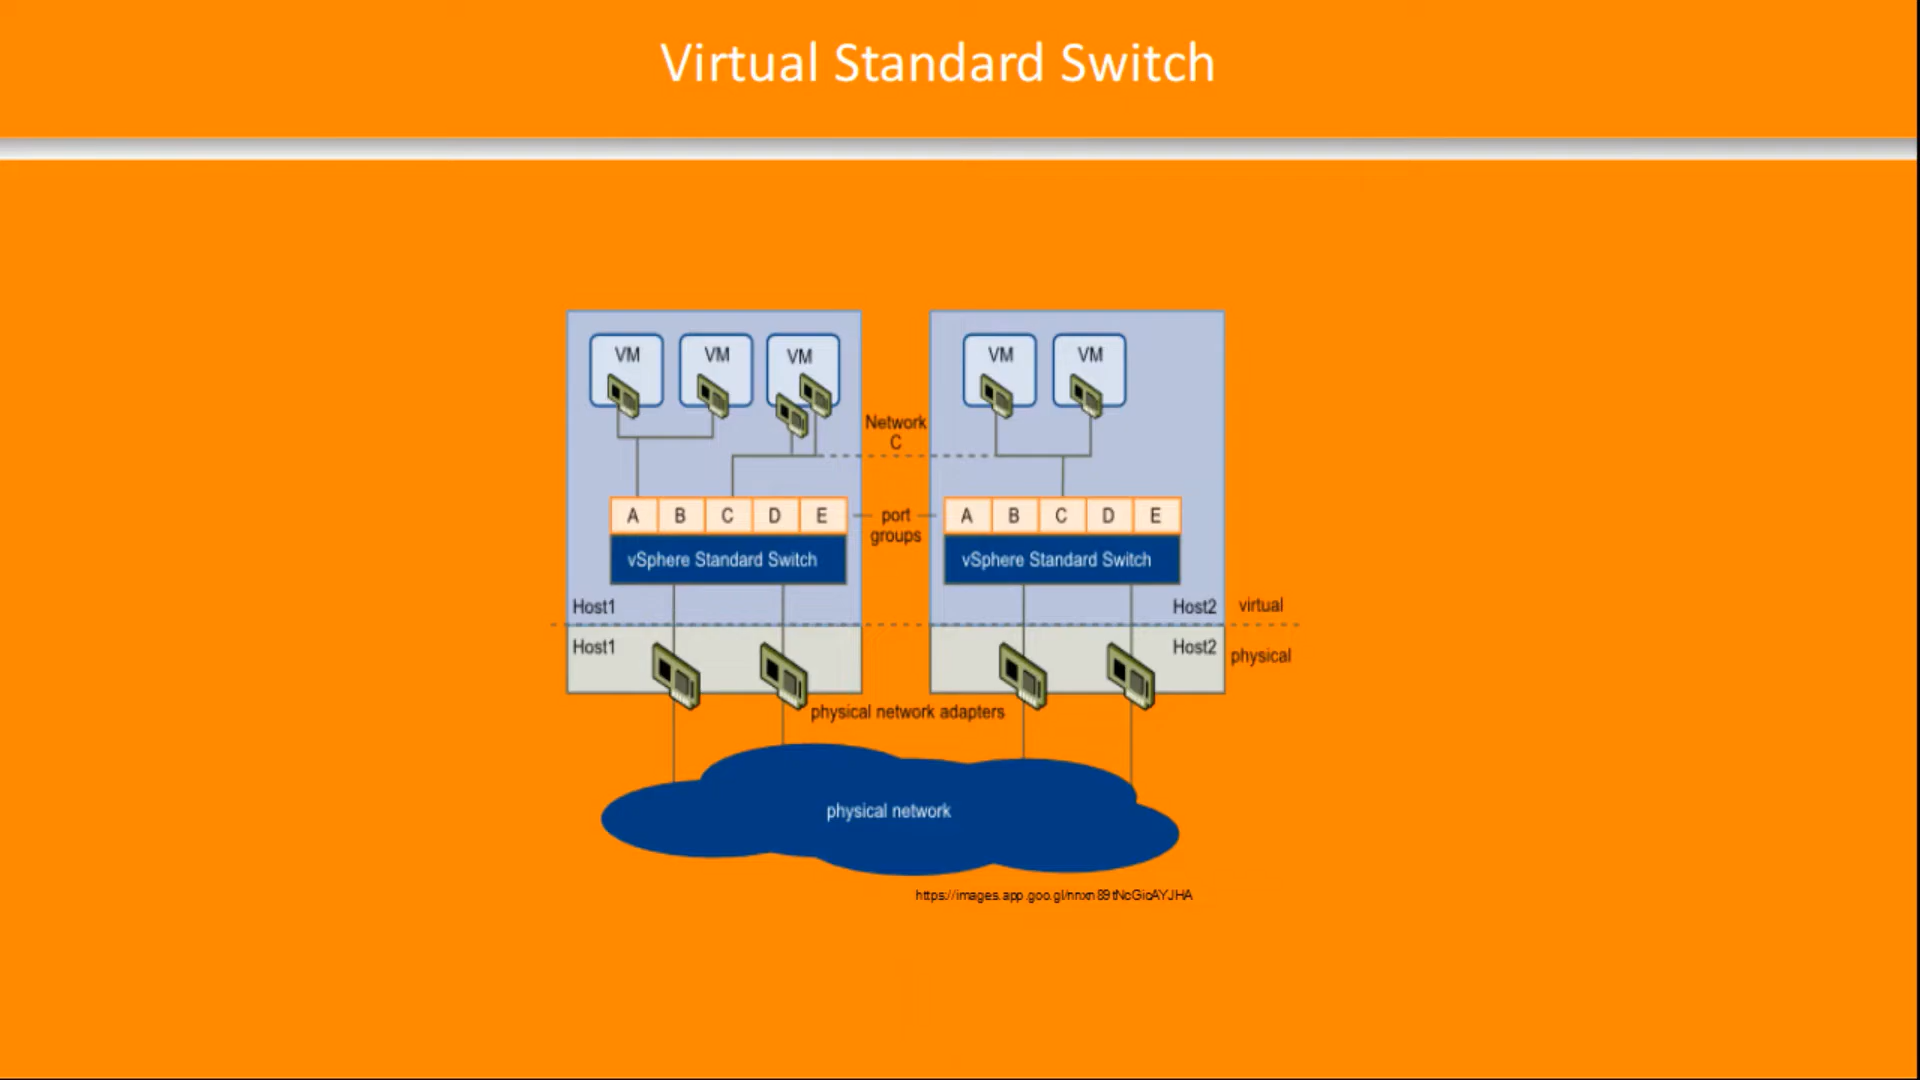 Virtual Standard Switch
VM VM VM
VM VM
Network
C
A B C D E
port
groups
A B C D E
vSphere Standard Switch
vSphere Standard Switch
Host1
Host2
virtual
Host1
Host2
physical
physical network adapters
physical network